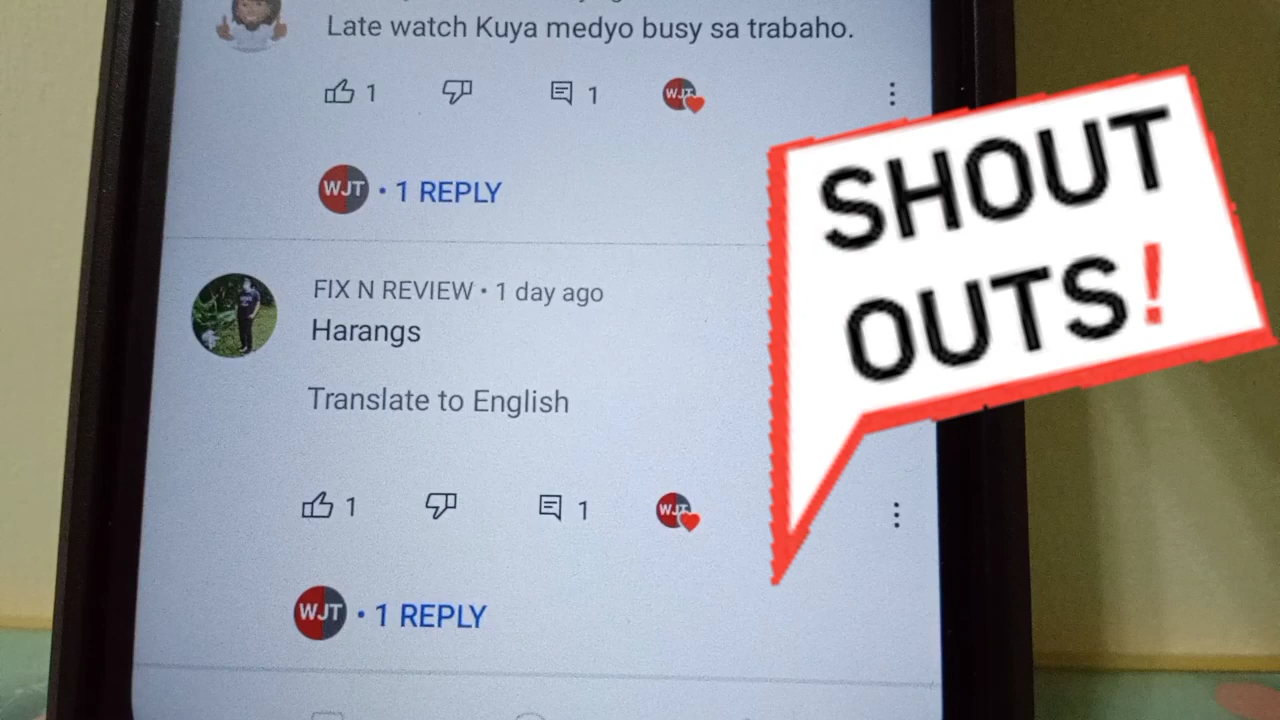 Late watch Kuya medyo busy sa trabaho.
1
1
WJT
WJT • 1 REPLY
FIX N REVIEW • 1 day ago
Harangs
Translate to English
1
1
WJT
WJT • 1 REPLY
SHOUT
OUTS!